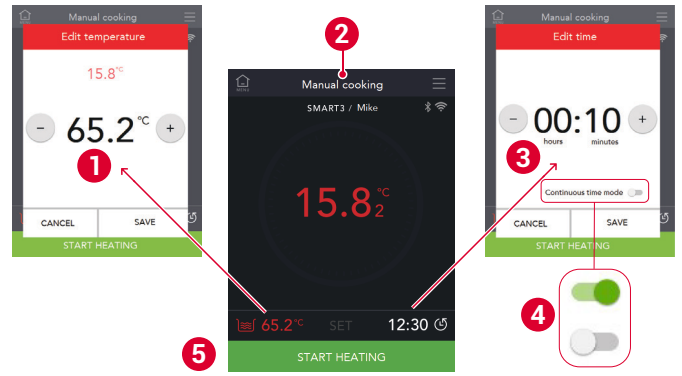 Manual cooking
Edit temperature
15.8°C
- 65.2°C +
1
CANCEL SAVE
START HEATING
2
MENU
Manual cooking
SMART3 / Mike
15.82°C
65.2°C SET 12:30
5
START HEATING
Manual cooking
Edit time
- 00:10 +
hours minutes
3
Continuous time mode
CANCEL SAVE
START HEATING
4